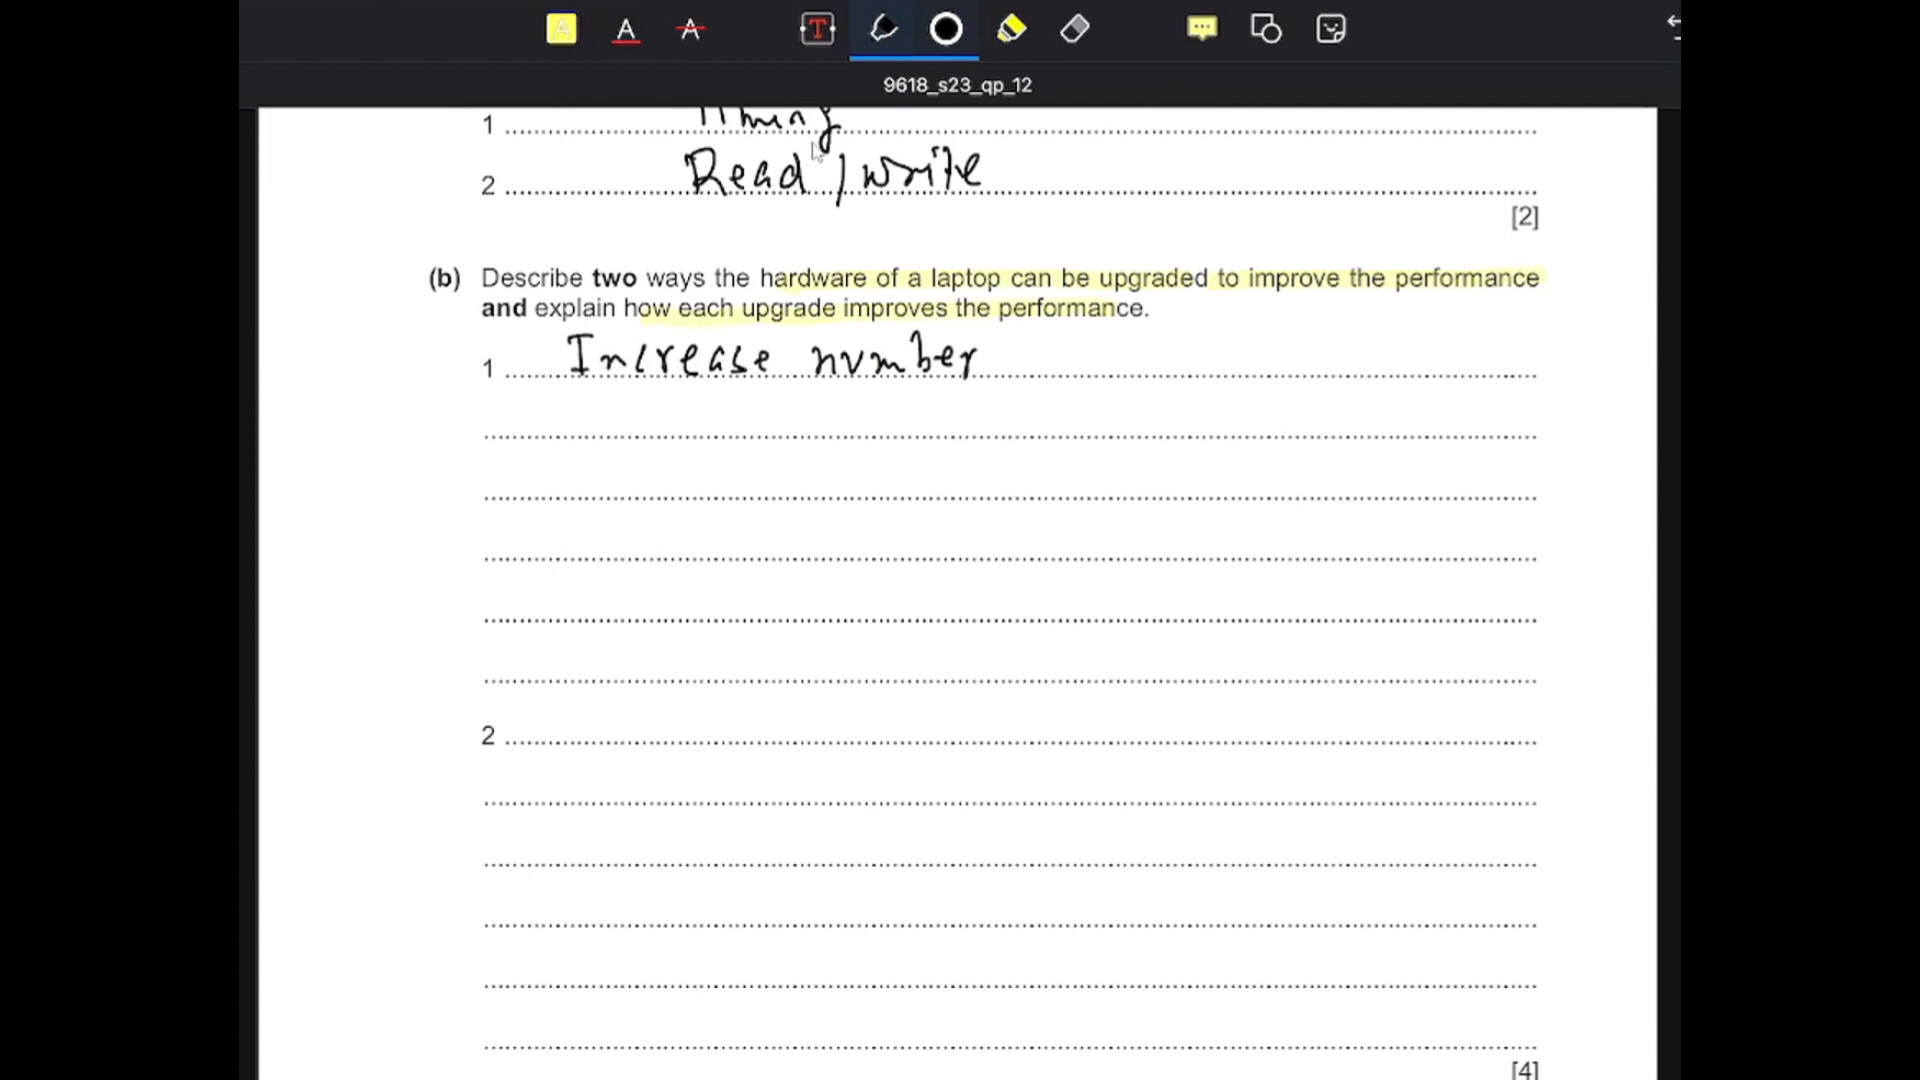 A A A T
9618_s23_qp_12
1 Timing
2 Read / write
[2]
(b) Describe two ways the hardware of a laptop can be upgraded to improve the performance
and explain how each upgrade improves the performance.
1 Increase number
2
[4]